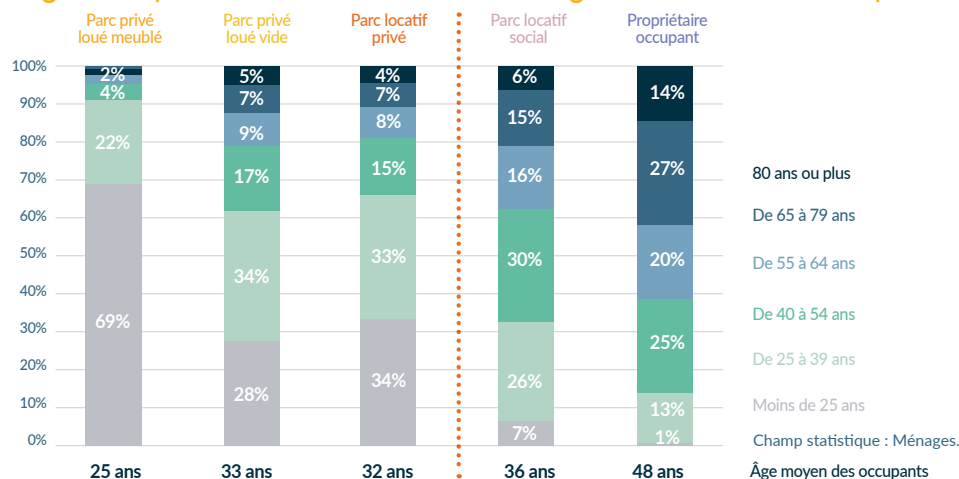 Parc privé
loué meublé
Parc privé
loué vide
Parc locatif
privé
Parc locatif
social
Propriétaire
occupant
100%
90%
80%
70%
60%
50%
40%
30%
20%
10%
0%
2%
4%
22%
69%
5%
7%
9%
17%
34%
28%
4%
7%
8%
15%
33%
34%
6%
15%
16%
30%
26%
7%
14%
27%
20%
25%
13%
1%
80 ans ou plus
De 65 à 79 ans
De 55 à 64 ans
De 40 à 54 ans
De 25 à 39 ans
Moins de 25 ans
Champ statistique : Ménages.
25 ans
33 ans
32 ans
36 ans
48 ans
Âge moyen des occupants